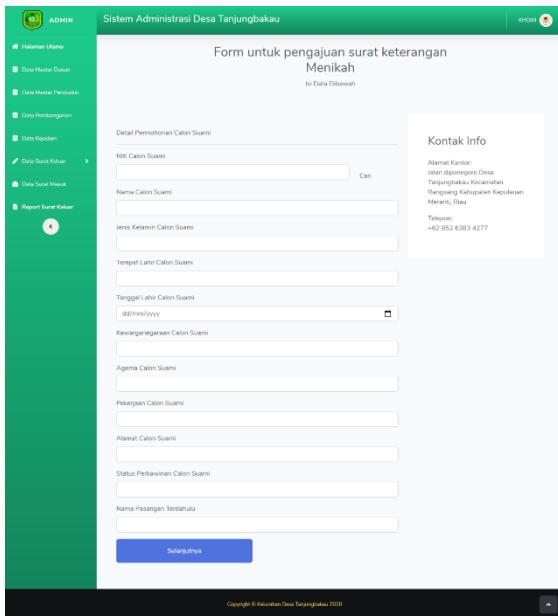 ADMIN
Sistem Administrasi Desa Tanjungbakau
KHOIRI
Halaman Utama
Data Master Dusun
Data Master Penduduk
Data Pembangunan
Data Kejadian
Data Surat Keluar
Data Surat Masuk
Report Surat Keluar
Form untuk pengajuan surat keterangan
Menikah
Isi Data Dibawah
Detail Permohonan Calon Suami
NIK Calon Suami
Cari
Nama Calon Suami
Jenis Kelamin Calon Suami
Tempat Lahir Calon Suami
Tanggal Lahir Calon Suami
dd/mm/yyyy
Kewarganegaraan Calon Suami
Agama Calon Suami
Pekerjaan Calon Suami
Alamat Calon Suami
Status Perkawinan Calon Suami
Nama Pasangan Terdahulu
Selanjutnya
Kontak Info
Alamat Kantor:
Jalan diponegoro Desa
Tanjungbakau Kecamatan
Rangsang Kabupaten Kepulauan
Meranti, Riau
Telepon:
+62 852 6383 4277
Copyright © Kelurahan Desa Tanjungbakau 2020